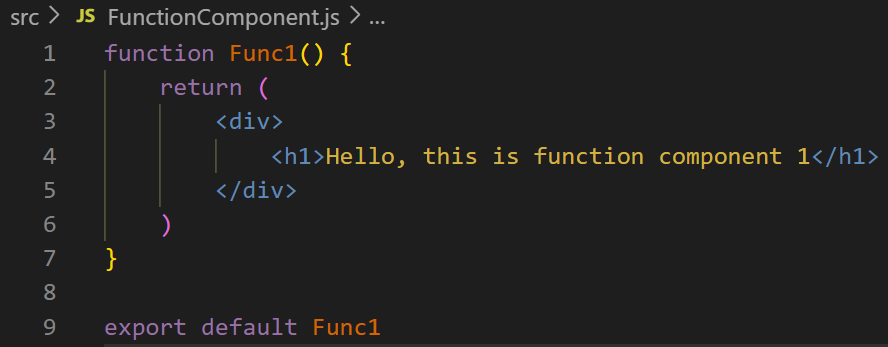 src > JS FunctionComponent.js > ...
1 function Func1() {
2     return (
3         <div>
4             <h1>Hello, this is function component 1</h1>
5         </div>
6     )
7 }
8
9 export default Func1